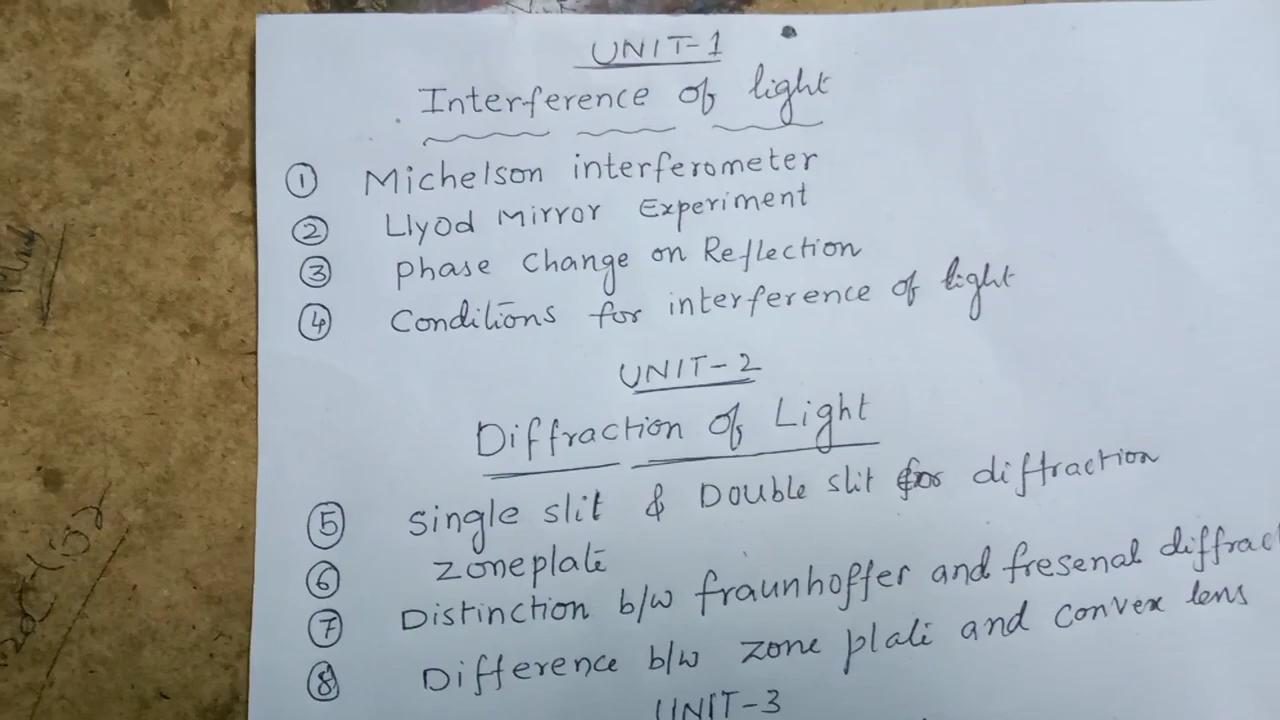 UNIT-1
Interference of light
① Michelson interferometer
② Llyod Mirror Experiment
③ Phase Change on Reflection
④ Conditions for interference of light
UNIT-2
Diffraction of Light
⑤ Single slit & Double slit for diffraction
⑥ Zoneplate
⑦ Distinction b/w fraunhoffer and fresenal diffrac
⑧ Difference b/w zone plate and convex lens
UNIT-3